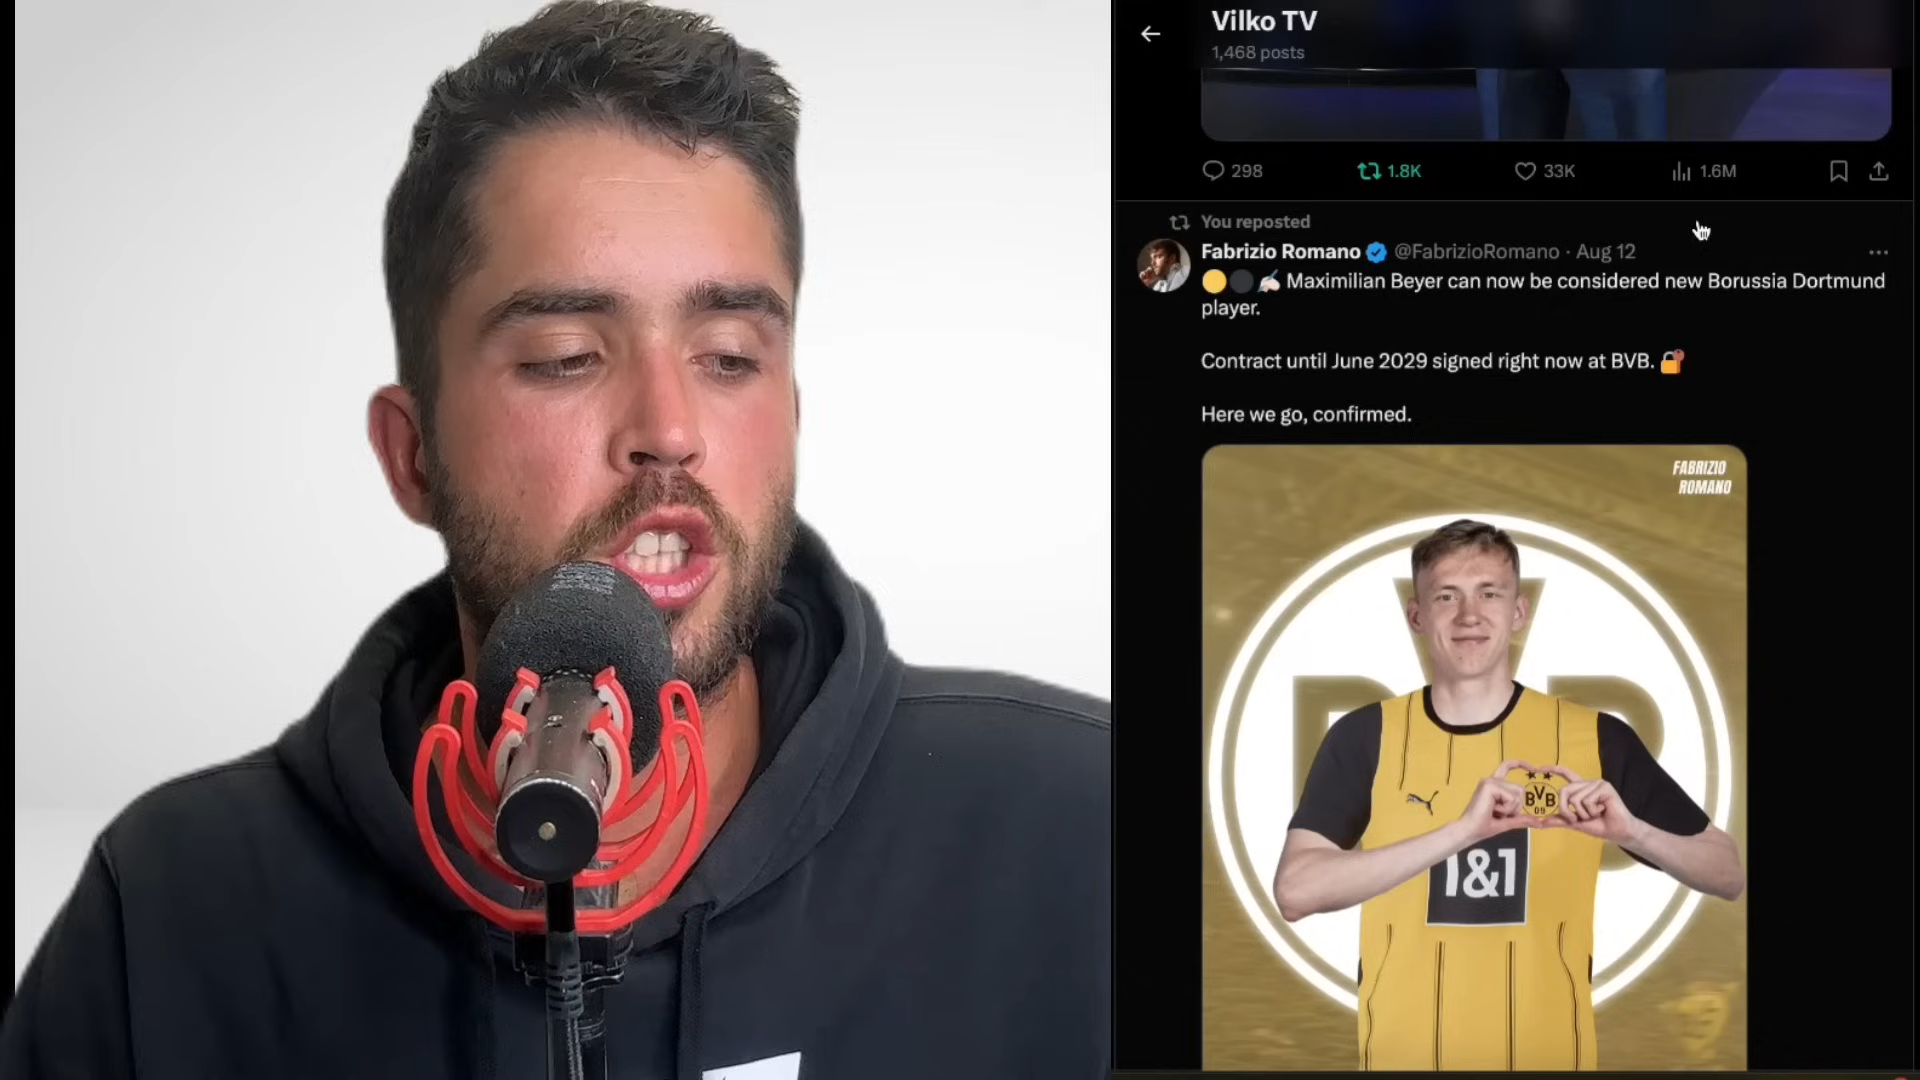 Vilko TV
1,468 posts
298 1.8K 33K 1.6M
You reposted
Fabrizio Romano @FabrizioRomano · Aug 12
Maximilian Beyer can now be considered new Borussia Dortmund
player.
Contract until June 2029 signed right now at BVB.
Here we go, confirmed.
FABRIZIO
ROMANO
BVB
09
1&1